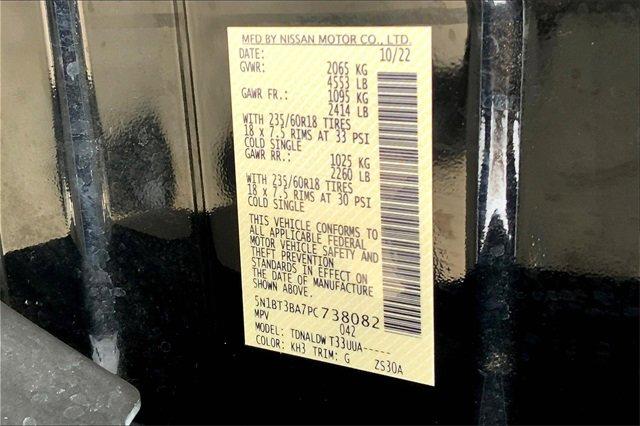 MFD BY NISSAN MOTOR CO., LTD.
DATE: 10/22
GVWR: 2065 KG
4553 LB
GAWR FR.: 1095 KG
2414 LB
WITH 235/60R18 TIRES
18 x 7.5 RIMS AT 33 PSI
COLD SINGLE
GAWR RR.: 1025 KG
2260 LB
WITH 235/60R18 TIRES
18 x 7.5 RIMS AT 30 PSI
COLD SINGLE
THIS VEHICLE CONFORMS TO
ALL APPLICABLE FEDERAL
MOTOR VEHICLE SAFETY AND
THEFT PREVENTION
STANDARDS IN EFFECT ON
THE DATE OF MANUFACTURE
SHOWN ABOVE.
5N1BT3BA7PC738082
MPV 042
MODEL: TDNALDWT33UUA-----
COLOR: KH3 TRIM: G ZS30A